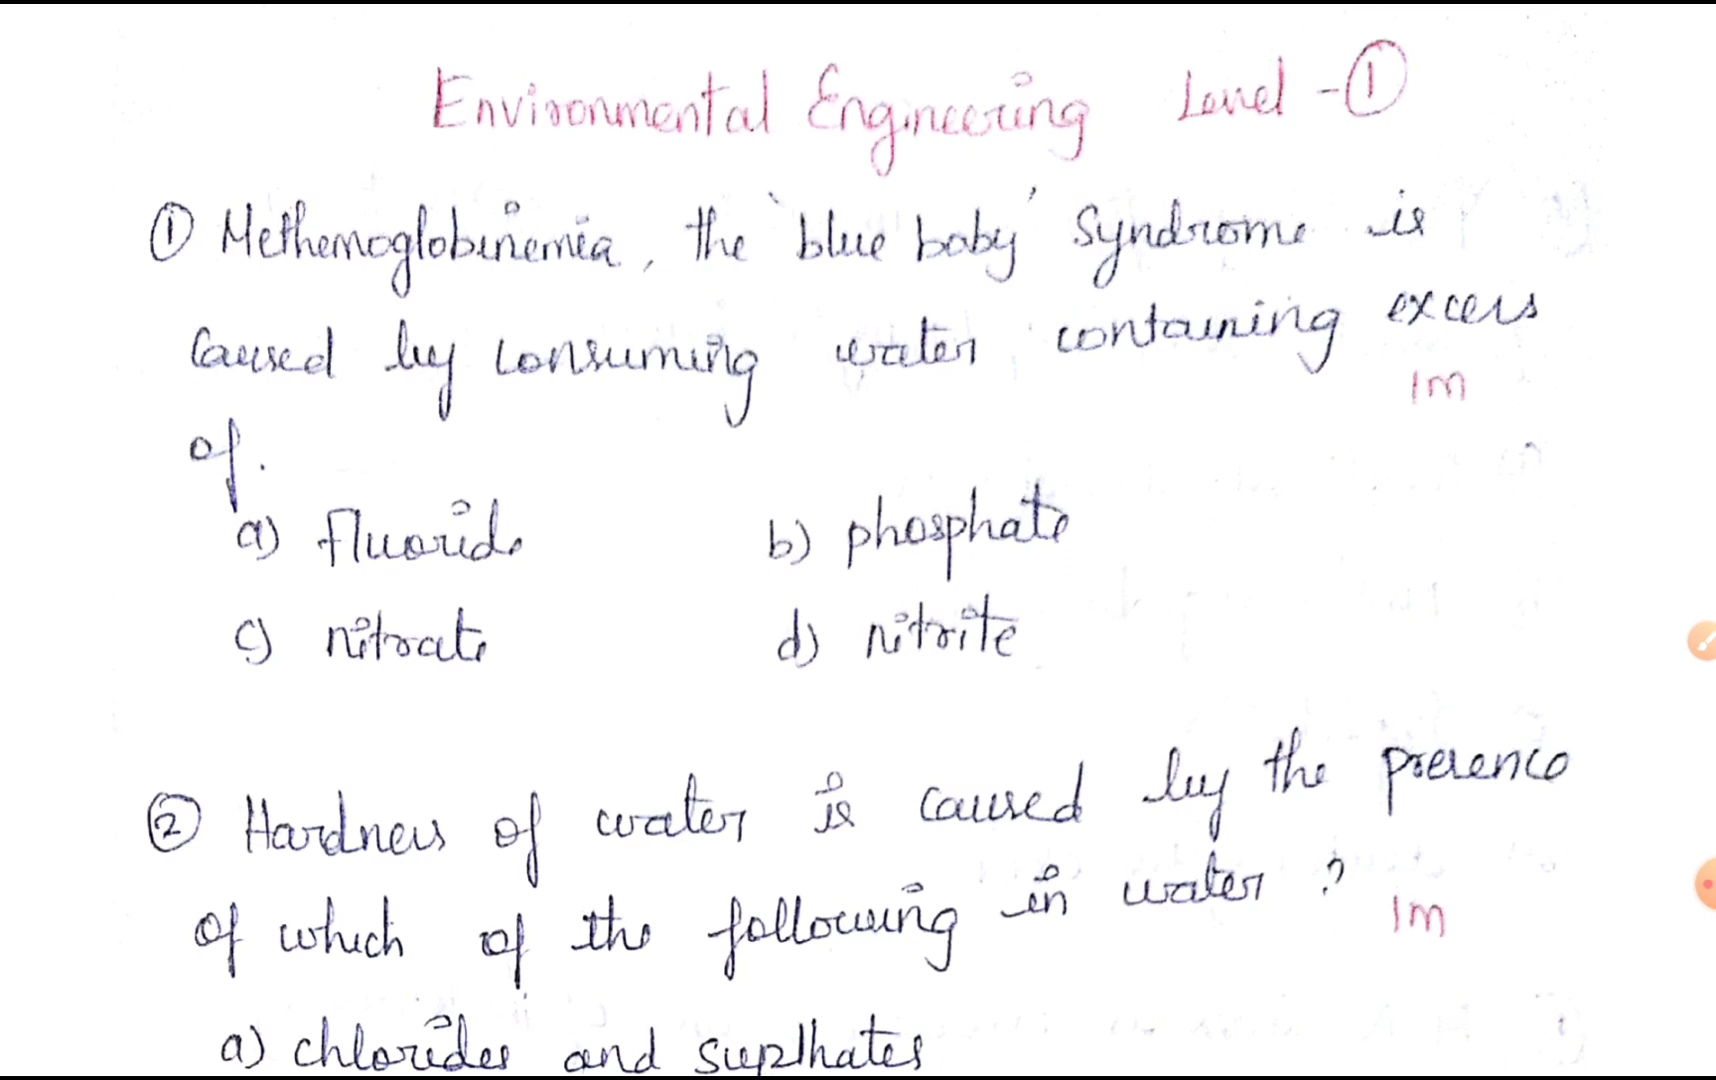 Environmental Engineering Level - ①
① Methemoglobinemia, the 'blue baby' Syndrome is
Caused by consuming water containing excess
1m
of.
a) fluoride b) phosphate
c) nitrate d) nitrite
② Hardness of water is caused by the presence
of which of the following in water ?
1m
a) chlorides and suplhates